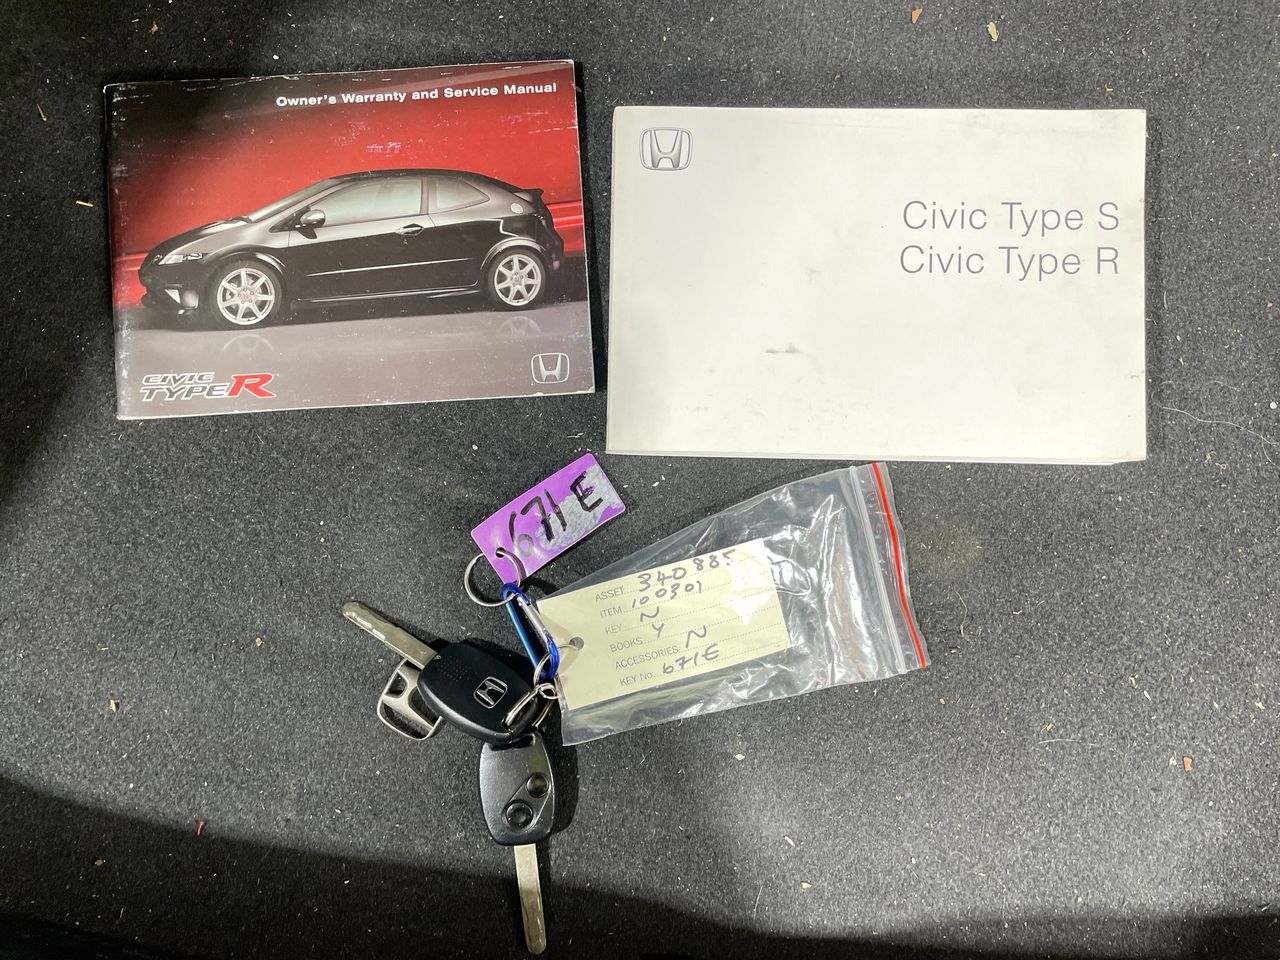 Owner's Warranty and Service Manual
CIVIC
TYPE R
Civic Type S
Civic Type R
671E
ASSET 340885
ITEM 100301
KEY N
BOOKS Y
ACCESSORIES N
KEY No. 671E